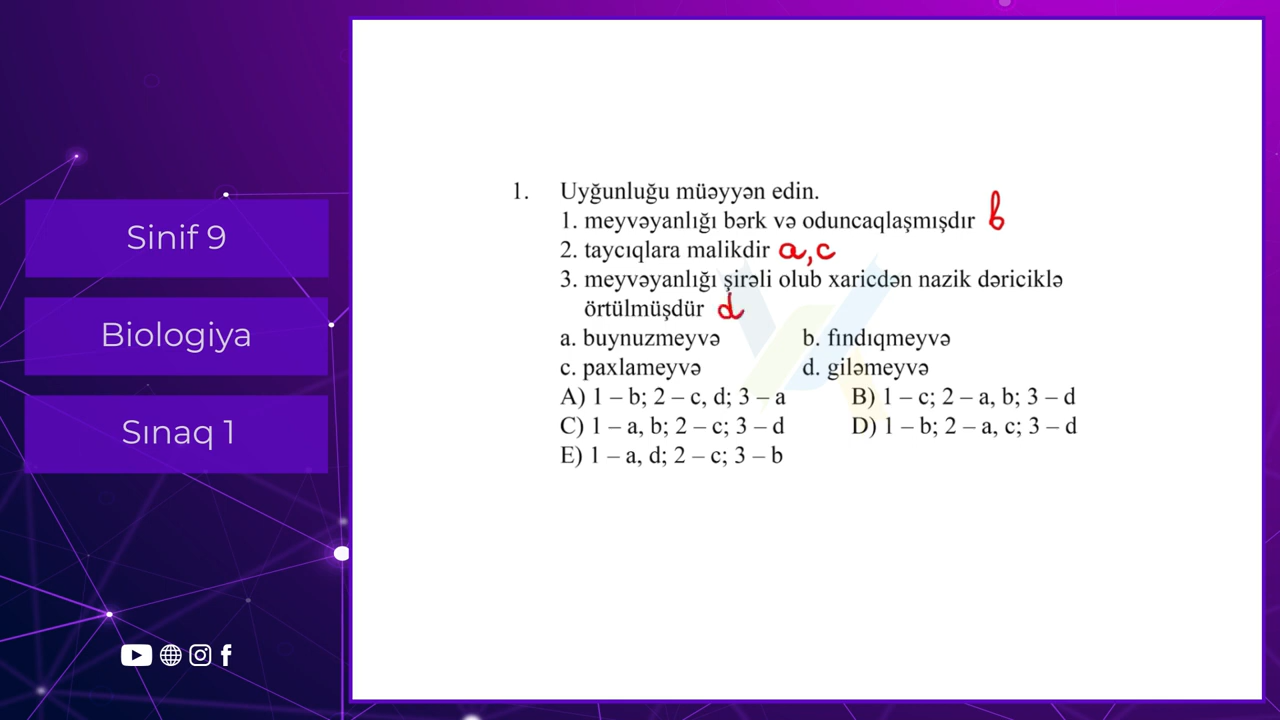 Sinif 9
Biologiya
Sınaq 1
1. Uyğunluğu müəyyən edin.
1. meyvəyanlığı bərk və oduncaqlaşmışdır b
2. taycıqlara malikdir a,c
3. meyvəyanlığı şirəli olub xaricdən nazik dəriciklə
örtülmüşdür d
a. buynuzmeyvə b. fındıqmeyvə
c. paxlameyvə d. giləmeyvə
A) 1 – b; 2 – c, d; 3 – a B) 1 – c; 2 – a, b; 3 – d
C) 1 – a, b; 2 – c; 3 – d D) 1 – b; 2 – a, c; 3 – d
E) 1 – a, d; 2 – c; 3 – b